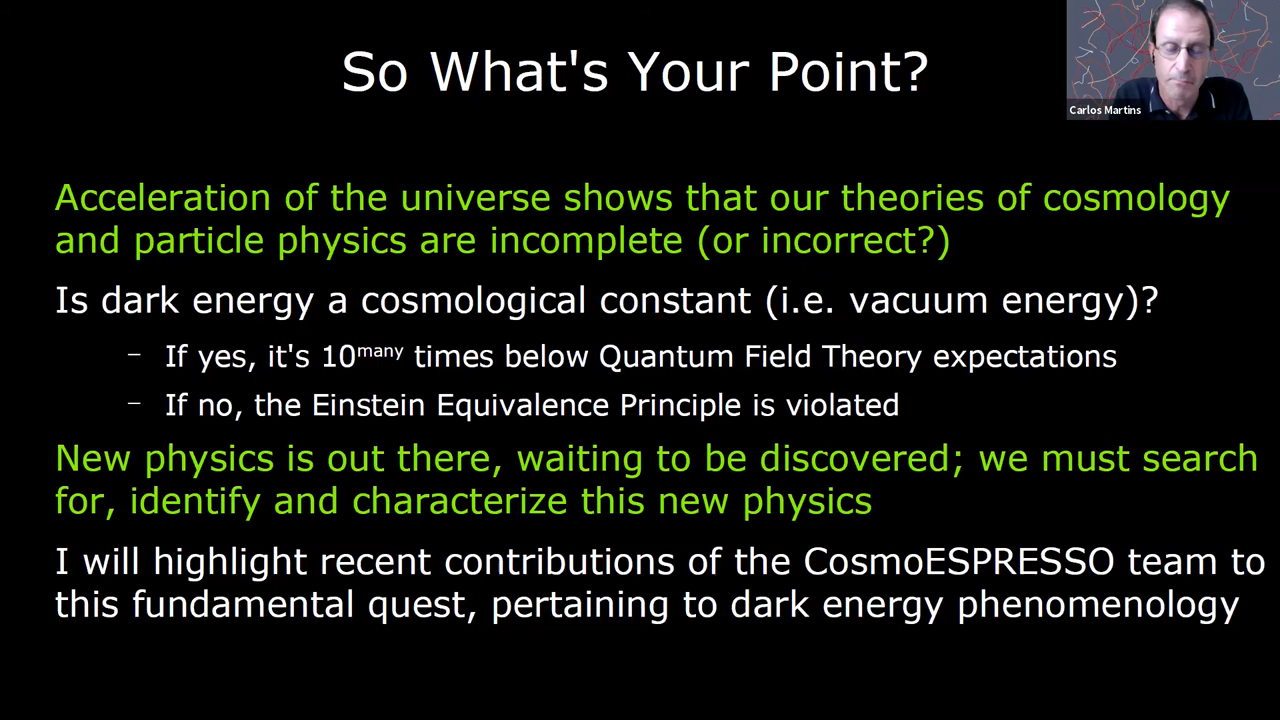 So What's Your Point?
Carlos Martins
Acceleration of the universe shows that our theories of cosmology
and particle physics are incomplete (or incorrect?)
Is dark energy a cosmological constant (i.e. vacuum energy)?
– If yes, it's 10^many times below Quantum Field Theory expectations
– If no, the Einstein Equivalence Principle is violated
New physics is out there, waiting to be discovered; we must search
for, identify and characterize this new physics
I will highlight recent contributions of the CosmoESPRESSO team to
this fundamental quest, pertaining to dark energy phenomenology